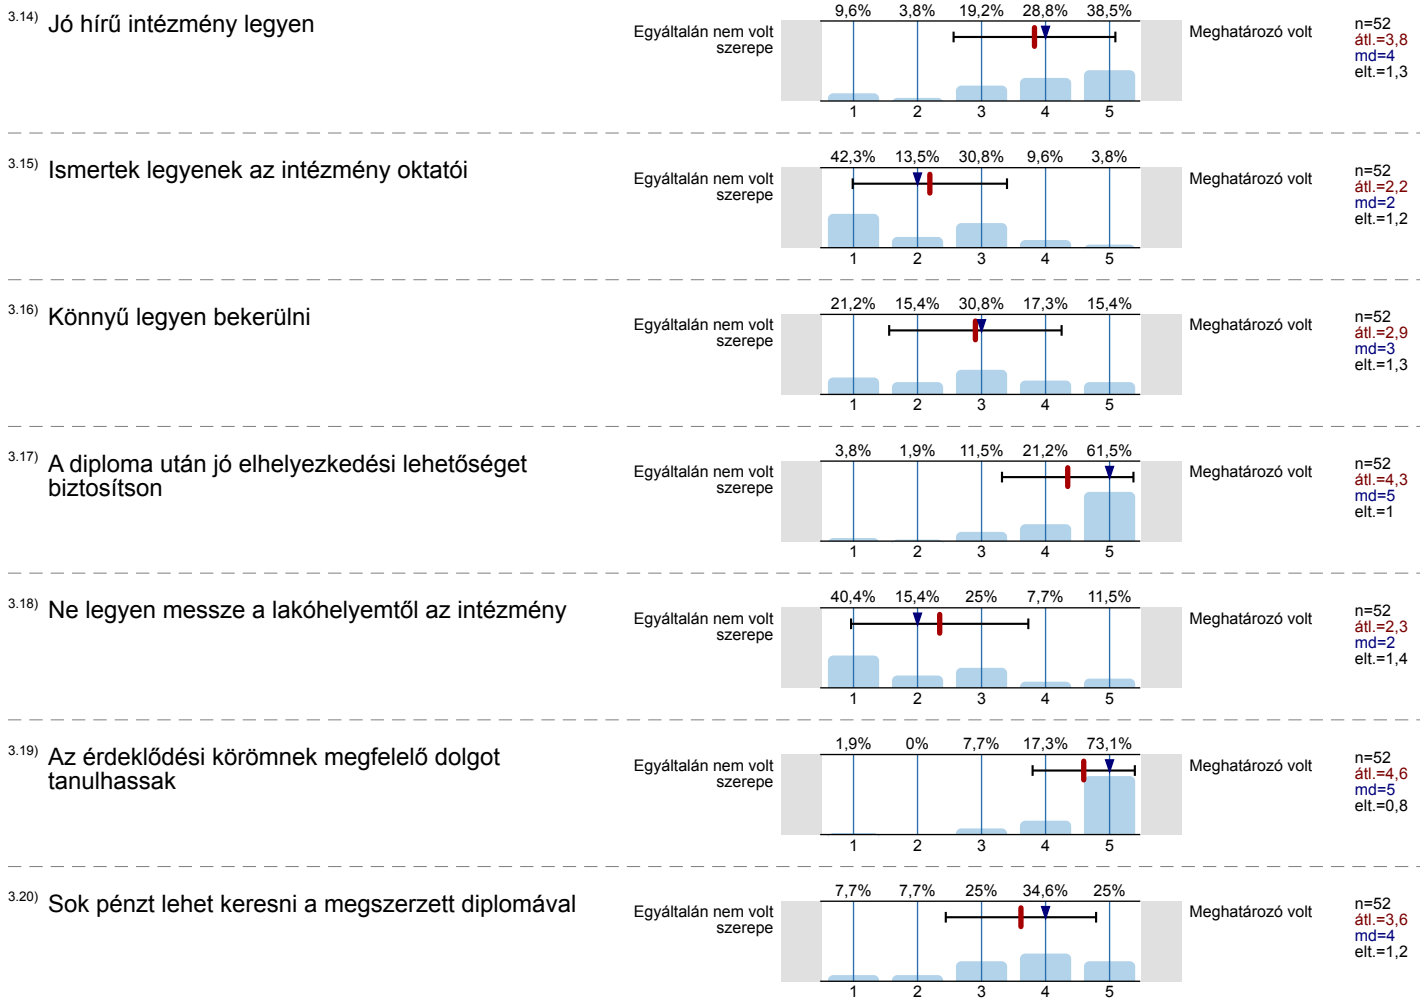 3.14) Jó hírű intézmény legyen
Egyáltalán nem volt
szerepe
9,6% 3,8% 19,2% 28,8% 38,5%
1 2 3 4 5
Meghatározó volt
n=52
átl.=3,8
md=4
elt.=1,3
3.15) Ismertek legyenek az intézmény oktatói
Egyáltalán nem volt
szerepe
42,3% 13,5% 30,8% 9,6% 3,8%
1 2 3 4 5
Meghatározó volt
n=52
átl.=2,2
md=2
elt.=1,2
3.16) Könnyű legyen bekerülni
Egyáltalán nem volt
szerepe
21,2% 15,4% 30,8% 17,3% 15,4%
1 2 3 4 5
Meghatározó volt
n=52
átl.=2,9
md=3
elt.=1,3
3.17) A diploma után jó elhelyezkedési lehetőséget
biztosítson
Egyáltalán nem volt
szerepe
3,8% 1,9% 11,5% 21,2% 61,5%
1 2 3 4 5
Meghatározó volt
n=52
átl.=4,3
md=5
elt.=1
3.18) Ne legyen messze a lakóhelyemtől az intézmény
Egyáltalán nem volt
szerepe
40,4% 15,4% 25% 7,7% 11,5%
1 2 3 4 5
Meghatározó volt
n=52
átl.=2,3
md=2
elt.=1,4
3.19) Az érdeklődési körömnek megfelelő dolgot
tanulhassak
Egyáltalán nem volt
szerepe
1,9% 0% 7,7% 17,3% 73,1%
1 2 3 4 5
Meghatározó volt
n=52
átl.=4,6
md=5
elt.=0,8
3.20) Sok pénzt lehet keresni a megszerzett diplomával
Egyáltalán nem volt
szerepe
7,7% 7,7% 25% 34,6% 25%
1 2 3 4 5
Meghatározó volt
n=52
átl.=3,6
md=4
elt.=1,2